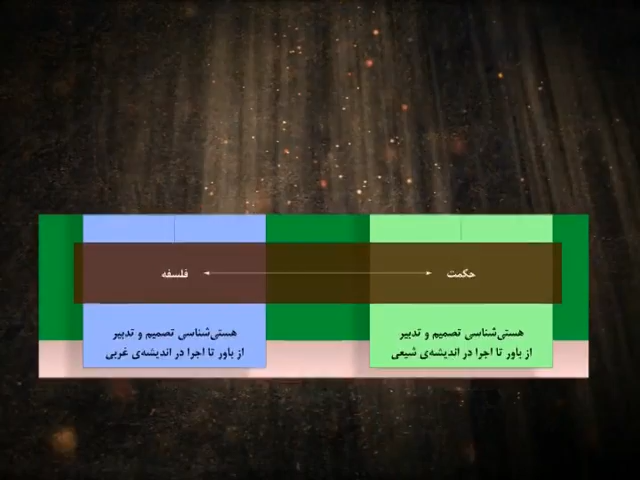 حکمت
فلسفه
هستی‌شناسی تصمیم و تدبیر
از باور تا اجرا در اندیشه‌ی شیعی
هستی‌شناسی تصمیم و تدبیر
از باور تا اجرا در اندیشه‌ی غربی